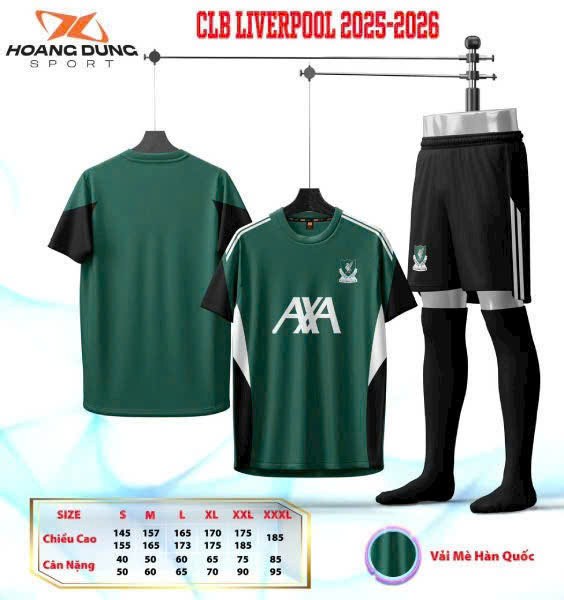 CLB LIVERPOOL 2025-2026
HOANG DUNG
SPORT
AXA
SIZE S M L XL XXL XXXL
Chiều Cao 145 157 165 170 175 185
155 165 173 175 185
Cân Nặng 40 50 60 65 75 85
50 60 65 70 90 95
Vải Mè Hàn Quốc